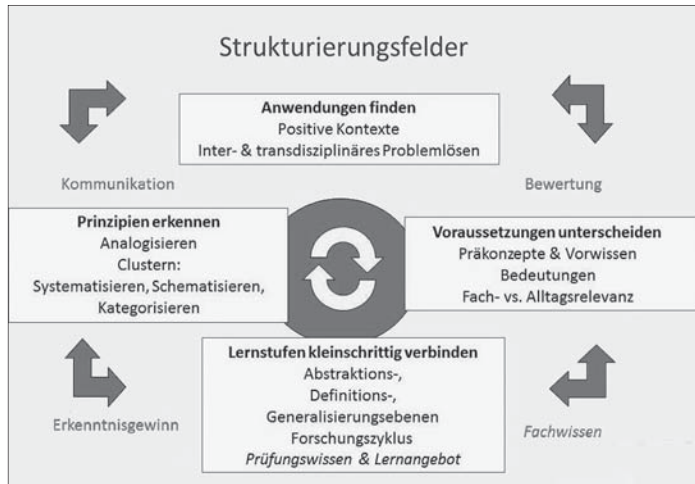 Strukturierungsfelder
Anwendungen finden
Positive Kontexte
Inter- & transdisziplinäres Problemlösen
Kommunikation
Bewertung
Prinzipien erkennen
Analogisieren
Clustern:
Systematisieren, Schematisieren,
Kategorisieren
Voraussetzungen unterscheiden
Präkonzepte & Vorwissen
Bedeutungen
Fach- vs. Alltagsrelevanz
Lernstufen kleinschrittig verbinden
Abstraktions-,
Definitions-,
Generalisierungsebenen
Forschungszyklus
Prüfungswissen & Lernangebot
Erkenntnisgewinn
Fachwissen